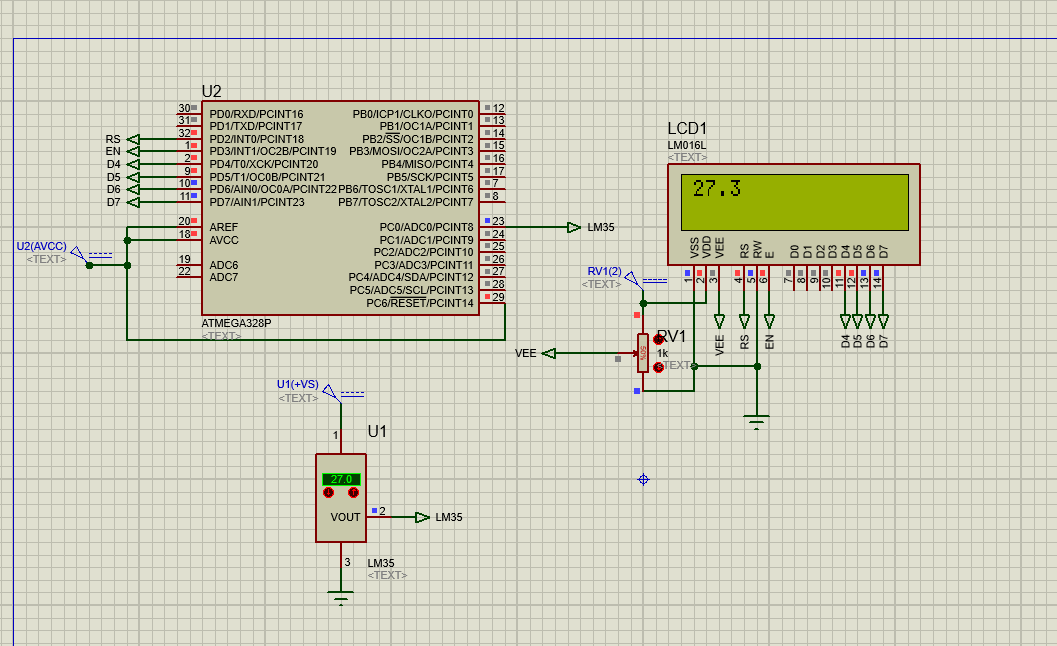 U2
30 PD0/RXD/PCINT16 PB0/ICP1/CLKO/PCINT0 12
31 PD1/TXD/PCINT17 PB1/OC1A/PCINT1 13
RS 32 PD2/INT0/PCINT18 PB2/SS/OC1B/PCINT2 14
EN 1 PD3/INT1/OC2B/PCINT19 PB3/MOSI/OC2A/PCINT3 15
D4 2 PD4/T0/XCK/PCINT20 PB4/MISO/PCINT4 16
D5 9 PD5/T1/OC0B/PCINT21 PB5/SCK/PCINT5 17
D6 10 PD6/AIN0/OC0A/PCINT22 PB6/TOSC1/XTAL1/PCINT6 7
D7 11 PD7/AIN1/PCINT23 PB7/TOSC2/XTAL2/PCINT7 8
20 AREF PC0/ADC0/PCINT8 23 LM35
18 AVCC PC1/ADC1/PCINT9 24
PC2/ADC2/PCINT10 25
19 ADC6 PC3/ADC3/PCINT11 26
22 ADC7 PC4/ADC4/SDA/PCINT12 27
PC5/ADC5/SCL/PCINT13 28
PC6/RESET/PCINT14 29
ATMEGA328P
<TEXT>
U2(AVCC)
<TEXT>
LCD1
LM016L
<TEXT>
27.3
VSS VDD VEE RS RW E D0 D1 D2 D3 D4 D5 D6 D7
1 2 3 4 5 6 7 8 9 10 11 12 13 14
VEE RS EN D4 D5 D6 D7
RV1(2)
<TEXT>
RV1
1k
<TEXT>
50%
VEE
U1(+VS)
<TEXT>
U1
1
27.0
VOUT 2 LM35
3
LM35
<TEXT>